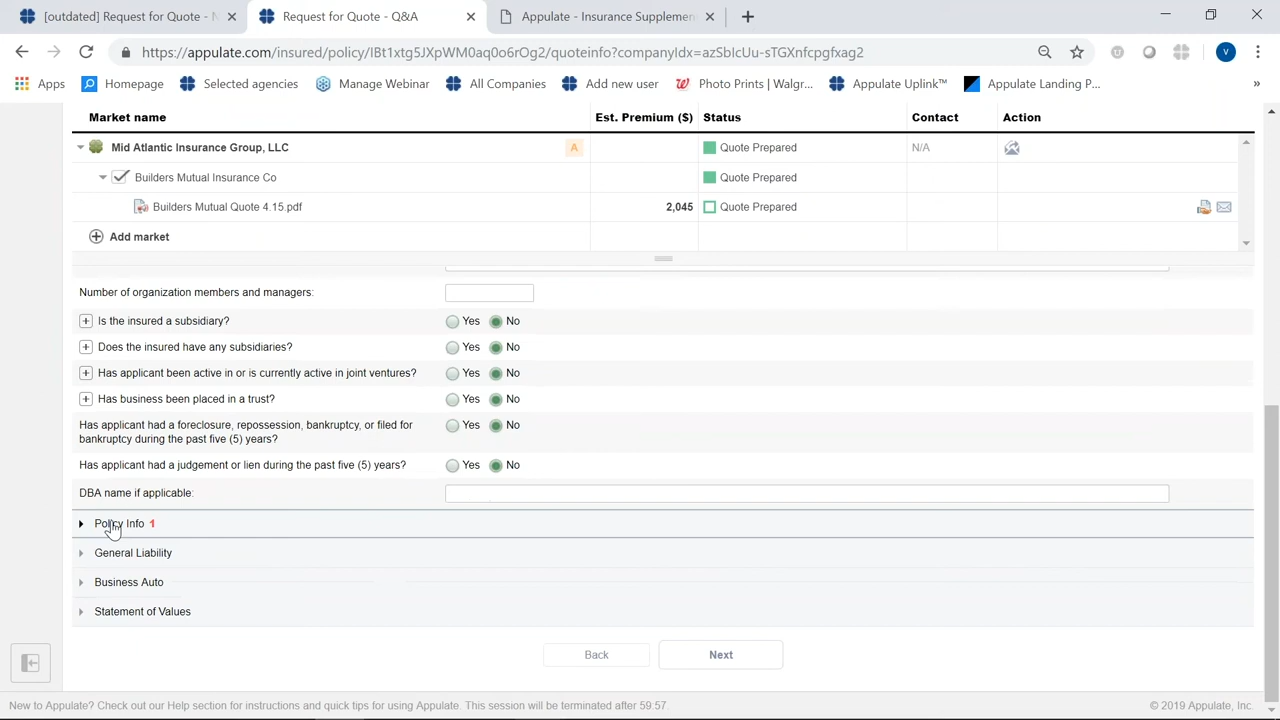 [outdated] Request for Quote - N
Request for Quote - Q&A
Appulate - Insurance Supplemen
https://appulate.com/insured/policy/IBt1xtg5JXpWM0aq0o6rOg2/quoteinfo?companyIdx=azSbIcUu-sTGXnfcpgfxag2
V
Apps
Homepage
Selected agencies
Manage Webinar
All Companies
Add new user
Photo Prints | Walgr...
Appulate Uplink™
Appulate Landing P...
»
Market name Est. Premium ($) Status Contact Action
Mid Atlantic Insurance Group, LLC A Quote Prepared N/A
Builders Mutual Insurance Co Quote Prepared
Builders Mutual Quote 4.15.pdf 2,045 Quote Prepared
Add market
Number of organization members and managers:
Is the insured a subsidiary? Yes No
Does the insured have any subsidiaries? Yes No
Has applicant been active in or is currently active in joint ventures? Yes No
Has business been placed in a trust? Yes No
Has applicant had a foreclosure, repossession, bankruptcy, or filed for Yes No
bankruptcy during the past five (5) years?
Has applicant had a judgement or lien during the past five (5) years? Yes No
DBA name if applicable:
Policy Info 1
General Liability
Business Auto
Statement of Values
Back Next
New to Appulate? Check out our Help section for instructions and quick tips for using Appulate. This session will be terminated after 59:57. © 2019 Appulate, Inc.